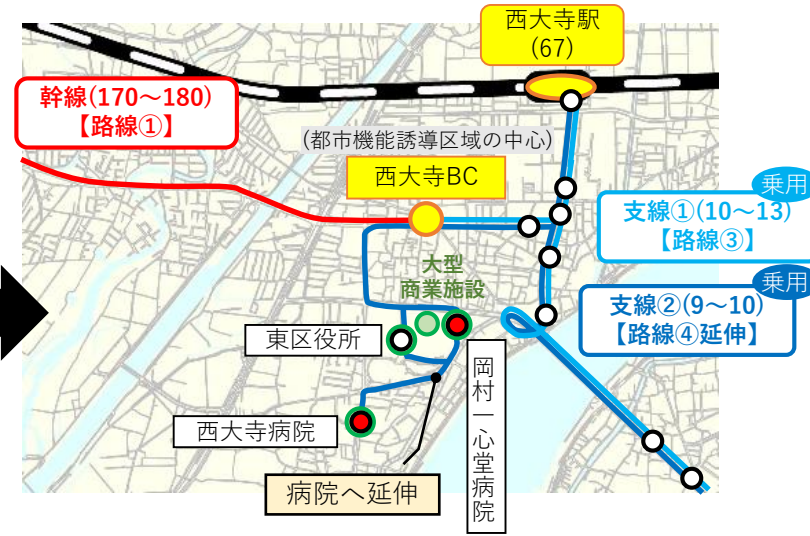 西大寺駅
(67)
幹線(170～180)
【路線①】
(都市機能誘導区域の中心)
西大寺BC
乗用
支線①(10～13)
【路線③】
大型
商業施設
乗用
支線②(9～10)
【路線④延伸】
東区役所
岡村一心堂病院
西大寺病院
病院へ延伸